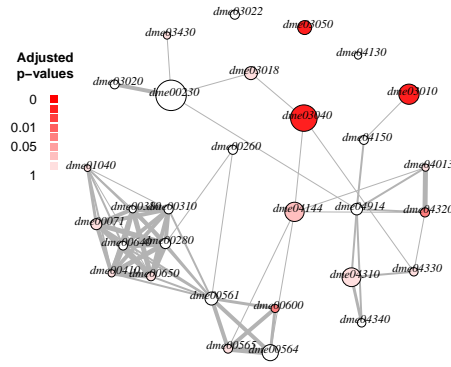 dme03022
dme03050
dme03430
dme04130
Adjusted
p-values
dme03018
dme03020
dme00230
dme03010
0
dme03040
0.01
dme04150
0.05
dme00260
dme01040
dme04013
1
dme00380
dme00310
dme04144
dme04914
dme04320
dme00071
dme00640
dme00280
dme00410
dme00650
dme04310
dme04330
dme00561
dme00600
dme04340
dme00565
dme00564